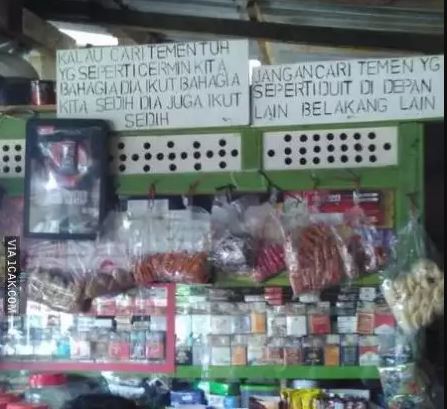 KALAU CARI TEMEN TUH
YG SEPERTI CERMIN KITA
BAHAGIA DIA IKUT BAHAGIA
KITA SEDIH DIA JUGA IKUT
SEDIH
JANGAN CARI TEMEN YG
SEPERTI DUIT DI DEPAN
LAIN BELAKANG LAIN
VIA 1CAK.COM